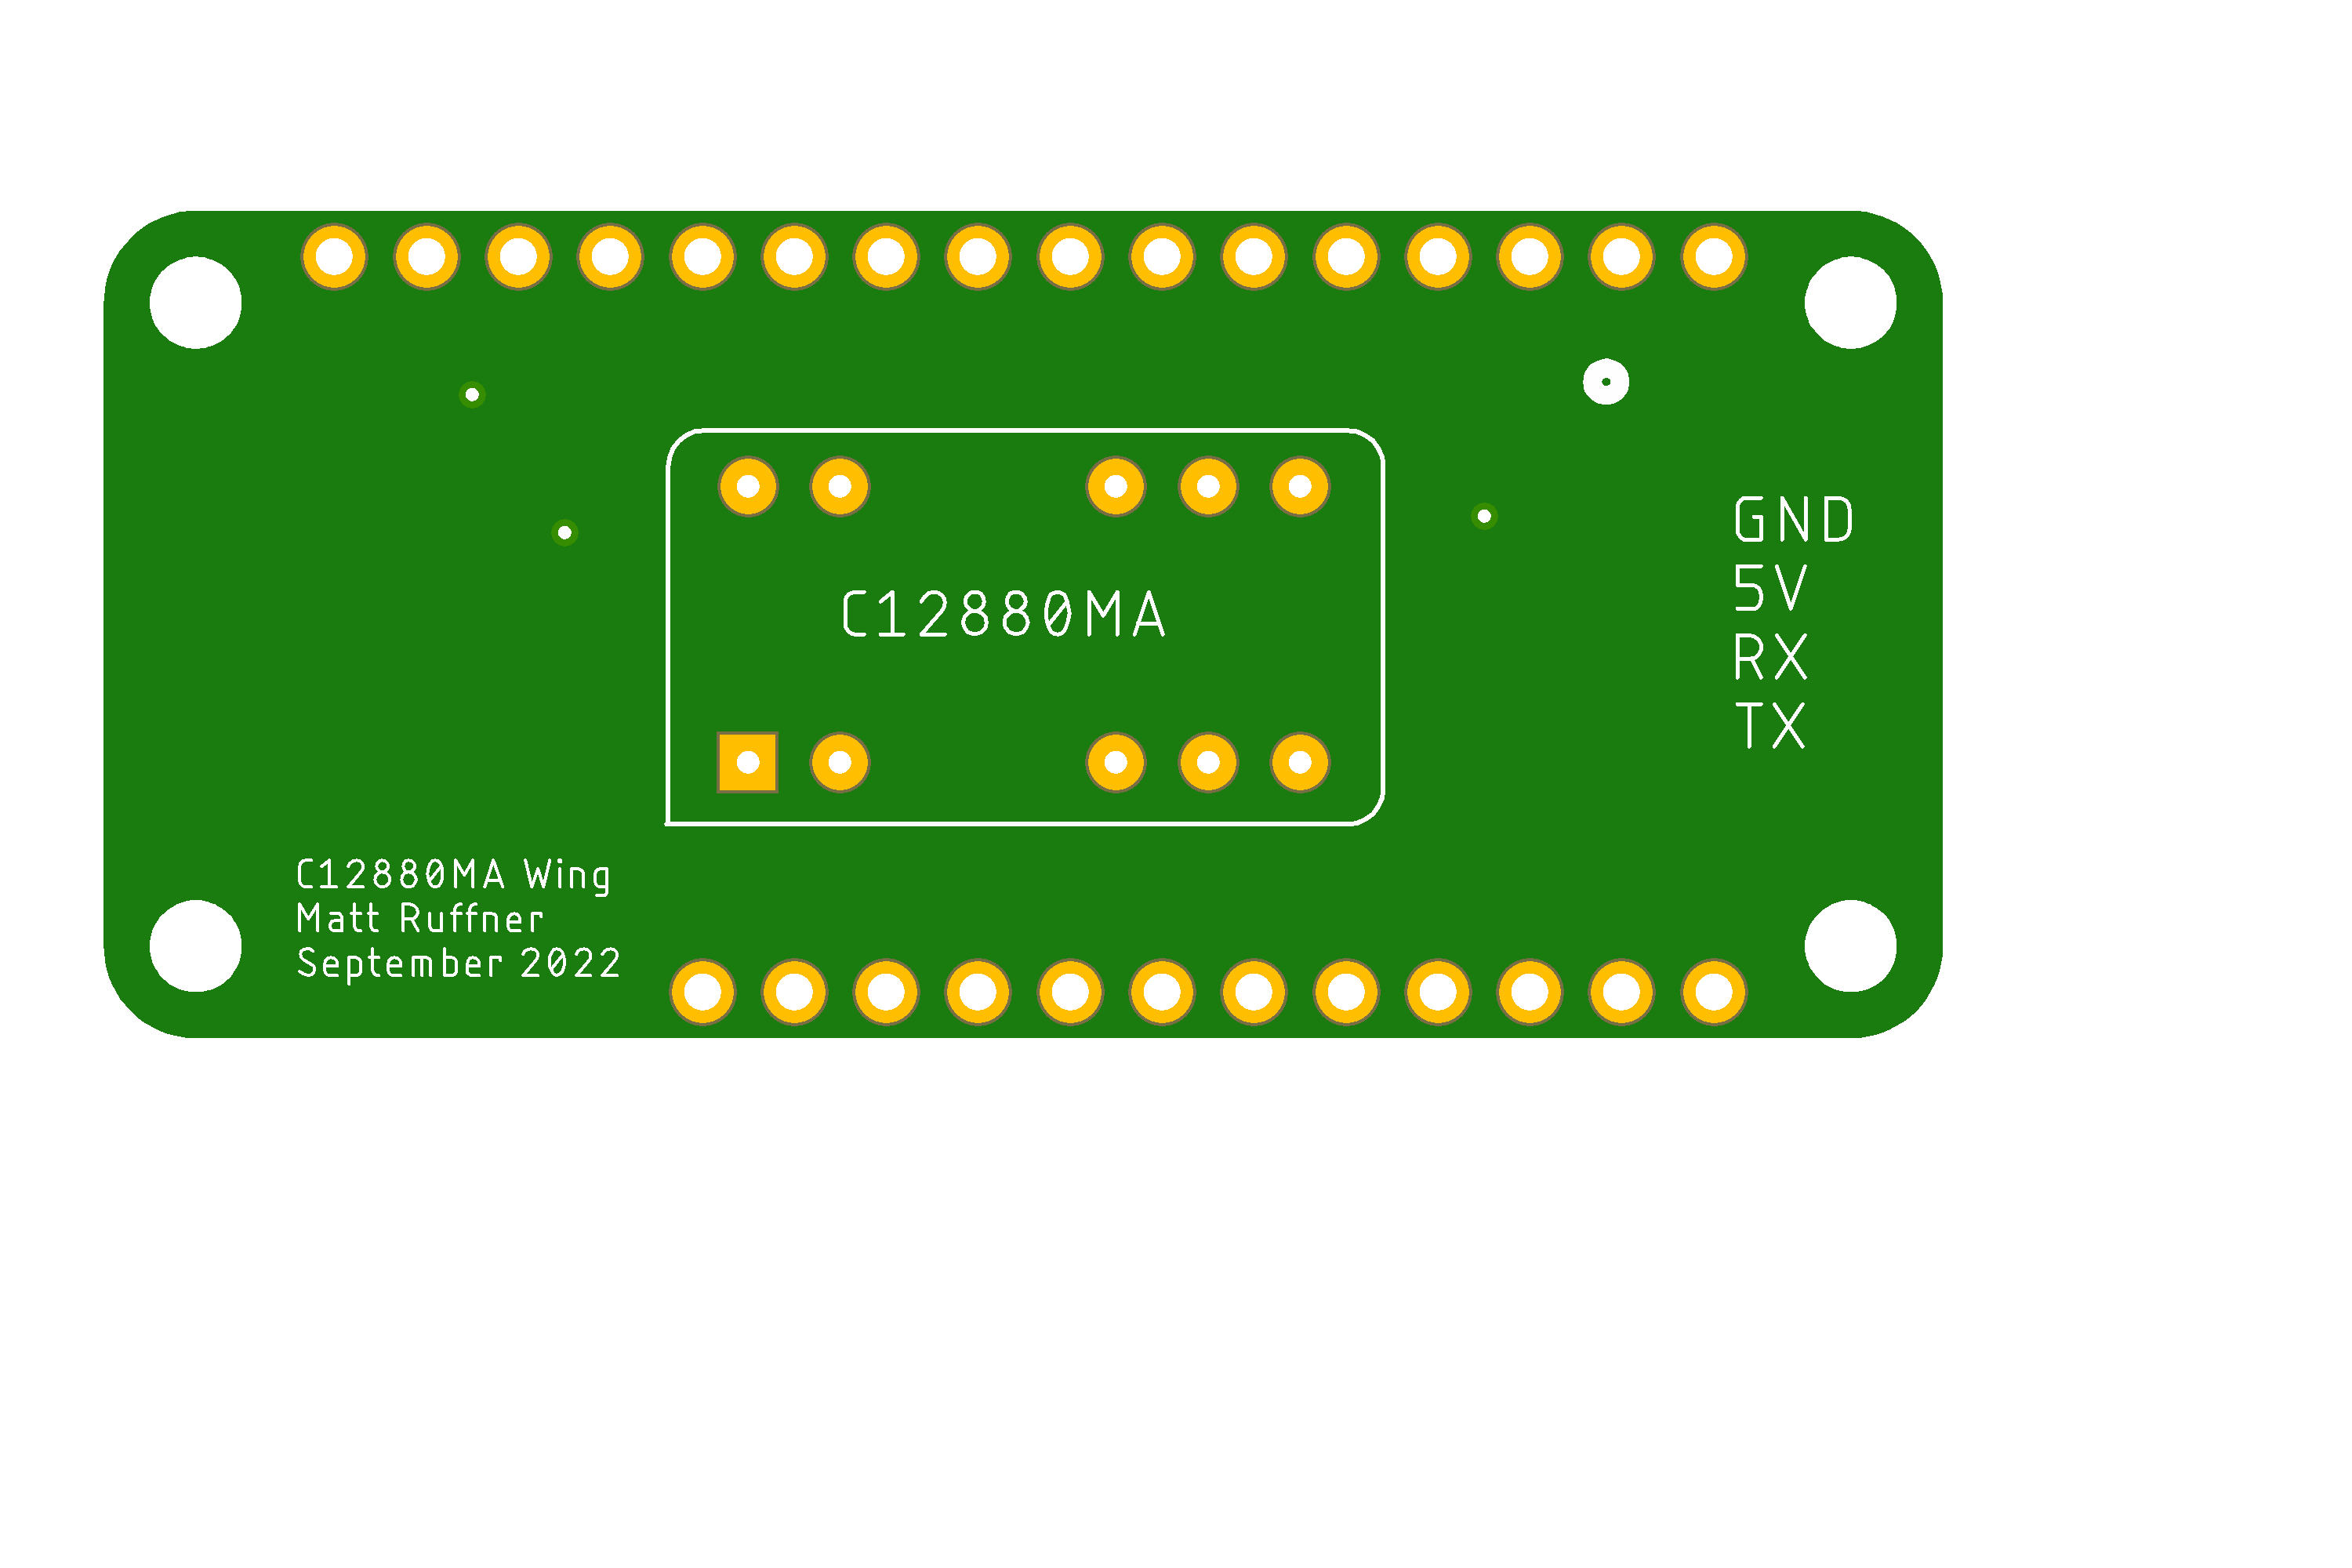 GND
5V
C12880MA
RX
TX
C12880MA Wing
Matt Ruffner
September 2022